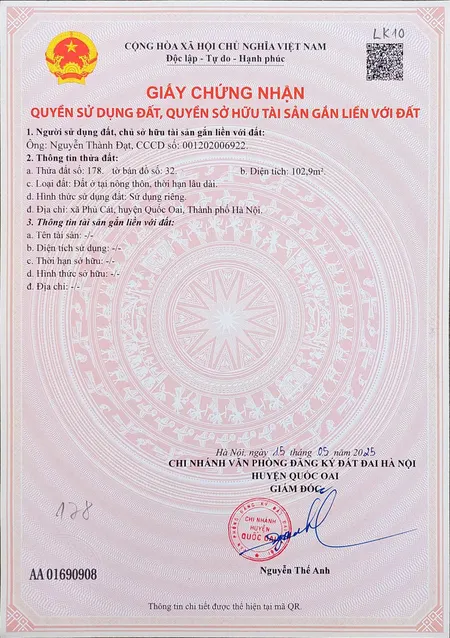 CỘNG HÒA XÃ HỘI CHỦ NGHĨA VIỆT NAM
Độc lập - Tự do - Hạnh phúc
LK10
GIẤY CHỨNG NHẬN
QUYỀN SỬ DỤNG ĐẤT, QUYỀN SỞ HỮU TÀI SẢN GẮN LIỀN VỚI ĐẤT
1. Người sử dụng đất, chủ sở hữu tài sản gắn liền với đất:
Ông: Nguyễn Thành Đạt, CCCD số: 001202006922.
2. Thông tin thửa đất:
a. Thửa đất số: 178. tờ bản đồ số: 32. b. Diện tích: 102,9m².
c. Loại đất: Đất ở tại nông thôn, thời hạn lâu dài.
d. Hình thức sử dụng đất: Sử dụng riêng.
đ. Địa chỉ: xã Phú Cát, huyện Quốc Oai, Thành phố Hà Nội.
3. Thông tin tài sản gắn liền với đất:
a. Tên tài sản: -/-
b. Diện tích sử dụng: -/-
c. Thời hạn sở hữu: -/-
d. Hình thức sở hữu: -/-
đ. Địa chỉ: -/-
Hà Nội, ngày 15 tháng 05 năm 2025
CHI NHÁNH VĂN PHÒNG ĐĂNG KÝ ĐẤT ĐAI HÀ NỘI
HUYỆN QUỐC OAI
GIÁM ĐỐC
178
CHI NHÁNH
HUYỆN
QUỐC OAI
Nguyễn Thế Anh
AA 01690908
Thông tin chi tiết được thể hiện tại mã QR.